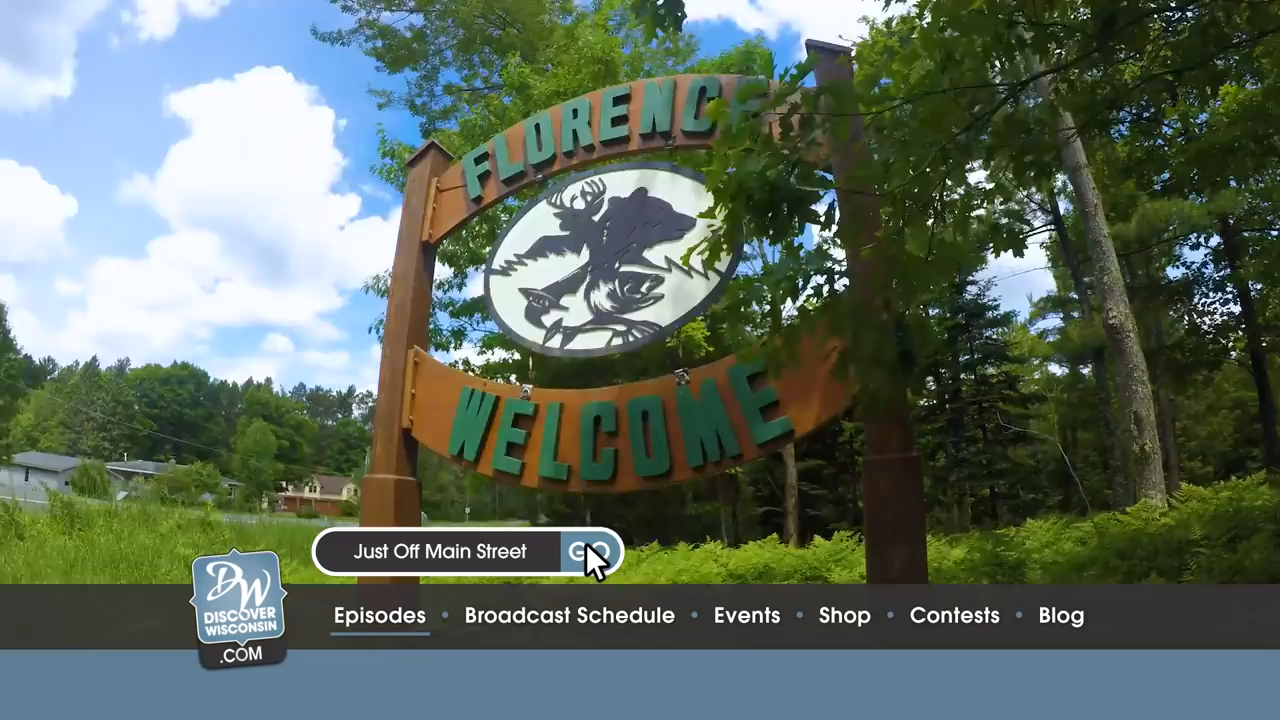 FLORENCE
WELCOME
Just Off Main Street GO
DW
DISCOVER
WISCONSIN
.COM
Episodes • Broadcast Schedule • Events • Shop • Contests • Blog